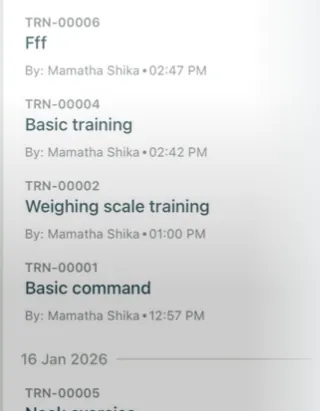 TRN-00006
Fff
By: Mamatha Shika • 02:47 PM
TRN-00004
Basic training
By: Mamatha Shika • 02:42 PM
TRN-00002
Weighing scale training
By: Mamatha Shika • 01:00 PM
TRN-00001
Basic command
By: Mamatha Shika • 12:57 PM
16 Jan 2026
TRN-00005